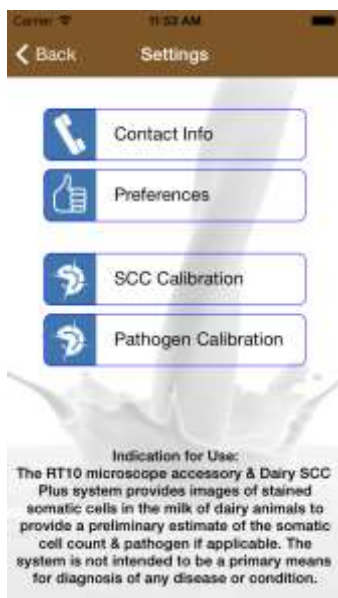 Carrier 11:53 AM
Back Settings
Contact Info
Preferences
SCC Calibration
Pathogen Calibration
Indication for Use:
The RT10 microscope accessory & Dairy SCC
Plus system provides images of stained
somatic cells in the milk of dairy animals to
provide a preliminary estimate of the somatic
cell count & pathogen if applicable. The
system is not intended to be a primary means
for diagnosis of any disease or condition.